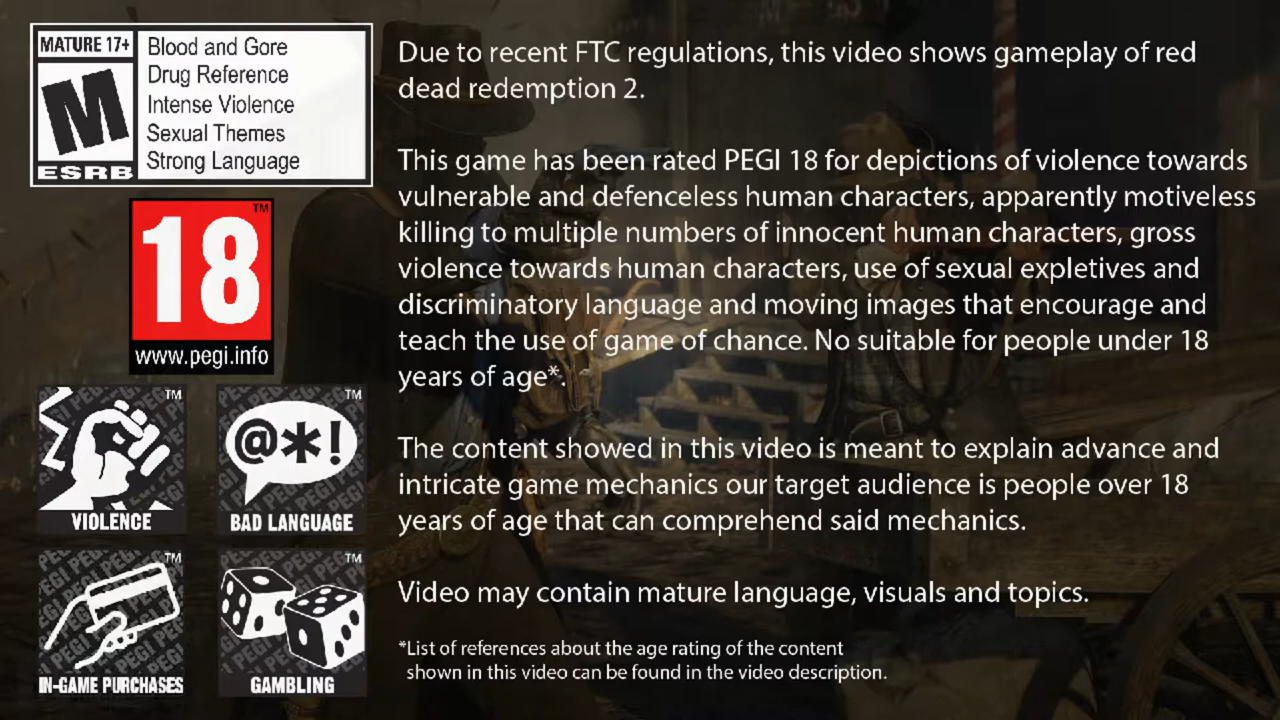 MATURE 17+
M
ESRB
Blood and Gore
Drug Reference
Intense Violence
Sexual Themes
Strong Language
18
TM
www.pegi.info
TM
VIOLENCE
TM
@*!
BAD LANGUAGE
TM
IN-GAME PURCHASES
TM
GAMBLING
Due to recent FTC regulations, this video shows gameplay of red
dead redemption 2.
This game has been rated PEGI 18 for depictions of violence towards
vulnerable and defenceless human characters, apparently motiveless
killing to multiple numbers of innocent human characters, gross
violence towards human characters, use of sexual expletives and
discriminatory language and moving images that encourage and
teach the use of game of chance. No suitable for people under 18
years of age*.
The content showed in this video is meant to explain advance and
intricate game mechanics our target audience is people over 18
years of age that can comprehend said mechanics.
Video may contain mature language, visuals and topics.
*List of references about the age rating of the content
shown in this video can be found in the video description.